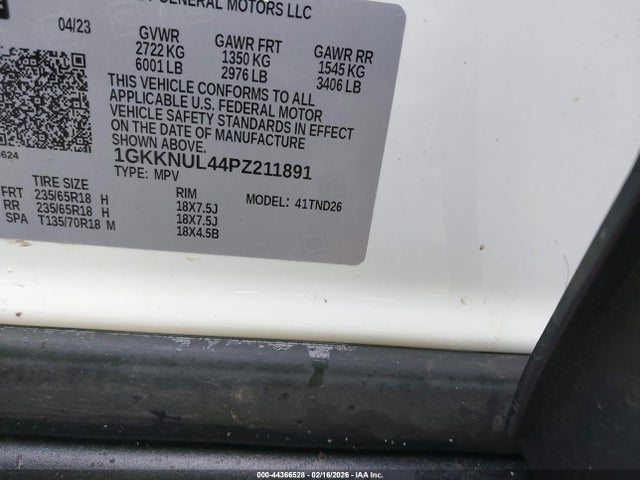 GENERAL MOTORS LLC
04/23 GVWR GAWR FRT GAWR RR
2722 KG 1350 KG 1545 KG
6001 LB 2976 LB 3406 LB
THIS VEHICLE CONFORMS TO ALL
APPLICABLE U.S. FEDERAL MOTOR
VEHICLE SAFETY STANDARDS IN EFFECT
ON THE DATE OF MANUFACTURE
SHOWN ABOVE.
1GKKNUL44PZ211891
TYPE: MPV
TIRE SIZE RIM MODEL: 41TND26
FRT 235/65R18 H 18X7.5J
RR 235/65R18 H 18X7.5J
SPA T135/70R18 M 18X4.5B
000-44366528 - 02/16/2026 - IAA Inc.